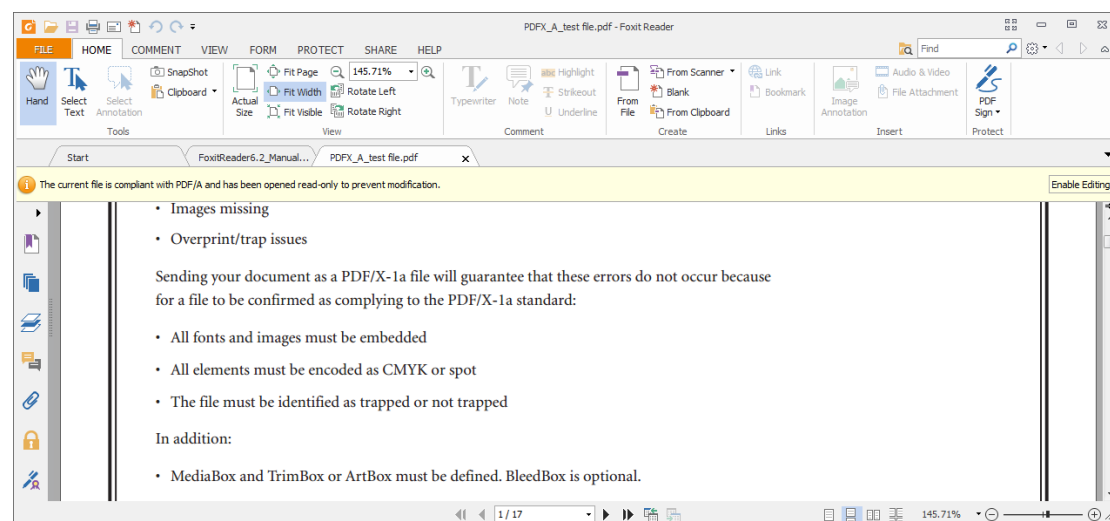 PDFX_A_test file.pdf - Foxit Reader
FILE HOME COMMENT VIEW FORM PROTECT SHARE HELP
Find
Hand
Select Text
Select Annotation
SnapShot
Clipboard
Tools
Actual Size
Fit Page
Fit Width
Fit Visible
145.71%
Rotate Left
Rotate Right
View
Typewriter
Note
abc Highlight
Strikeout
Underline
Comment
From File
From Scanner
Blank
From Clipboard
Create
Link
Bookmark
Links
Image Annotation
Audio & Video
File Attachment
Insert
PDF Sign
Protect
Start
FoxitReader6.2_Manual...
PDFX_A_test file.pdf
The current file is compliant with PDF/A and has been opened read-only to prevent modification.
Enable Editing
• Images missing
• Overprint/trap issues
Sending your document as a PDF/X-1a file will guarantee that these errors do not occur because
for a file to be confirmed as complying to the PDF/X-1a standard:
• All fonts and images must be embedded
• All elements must be encoded as CMYK or spot
• The file must be identified as trapped or not trapped
In addition:
• MediaBox and TrimBox or ArtBox must be defined. BleedBox is optional.
1 / 17
145.71%